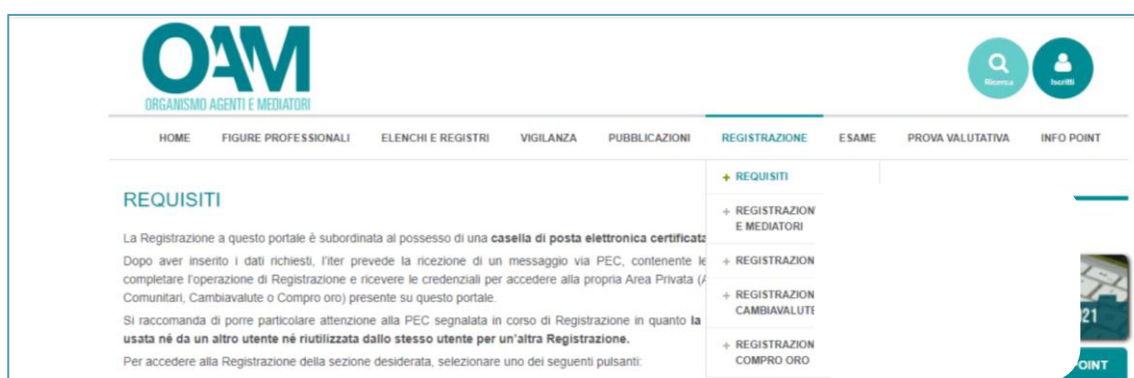 OAM
ORGANISMO AGENTI E MEDIATORI
Ricerca
Iscritti
HOME FIGURE PROFESSIONALI ELENCHI E REGISTRI VIGILANZA PUBBLICAZIONI REGISTRAZIONE ESAME PROVA VALUTATIVA INFO POINT
REQUISITI
La Registrazione a questo portale è subordinata al possesso di una casella di posta elettronica certificata
Dopo aver inserito i dati richiesti, l'iter prevede la ricezione di un messaggio via PEC, contenente le
completare l'operazione di Registrazione e ricevere le credenziali per accedere alla propria Area Privata (A
Comunitari, Cambiavalute o Compro oro) presente su questo portale.
Si raccomanda di porre particolare attenzione alla PEC segnalata in corso di Registrazione in quanto la
usata né da un altro utente né riutilizzata dallo stesso utente per un'altra Registrazione.
Per accedere alla Registrazione della sezione desiderata, selezionare uno dei seguenti pulsanti:
+ REQUISITI
+ REGISTRAZION
E MEDIATORI
+ REGISTRAZION
+ REGISTRAZION
CAMBIAVALUTE
+ REGISTRAZION
COMPRO ORO
21
POINT